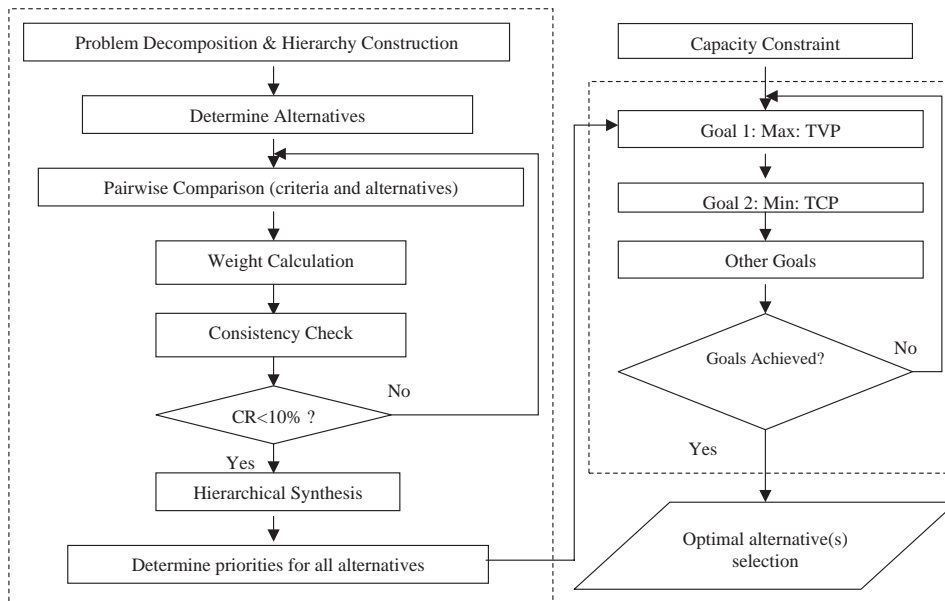 Problem Decomposition & Hierarchy Construction
Determine Alternatives
Pairwise Comparison (criteria and alternatives)
Weight Calculation
Consistency Check
CR<10% ?
No
Yes
Hierarchical Synthesis
Determine priorities for all alternatives
Capacity Constraint
Goal 1: Max: TVP
Goal 2: Min: TCP
Other Goals
Goals Achieved?
No
Yes
Optimal alternative(s)
selection